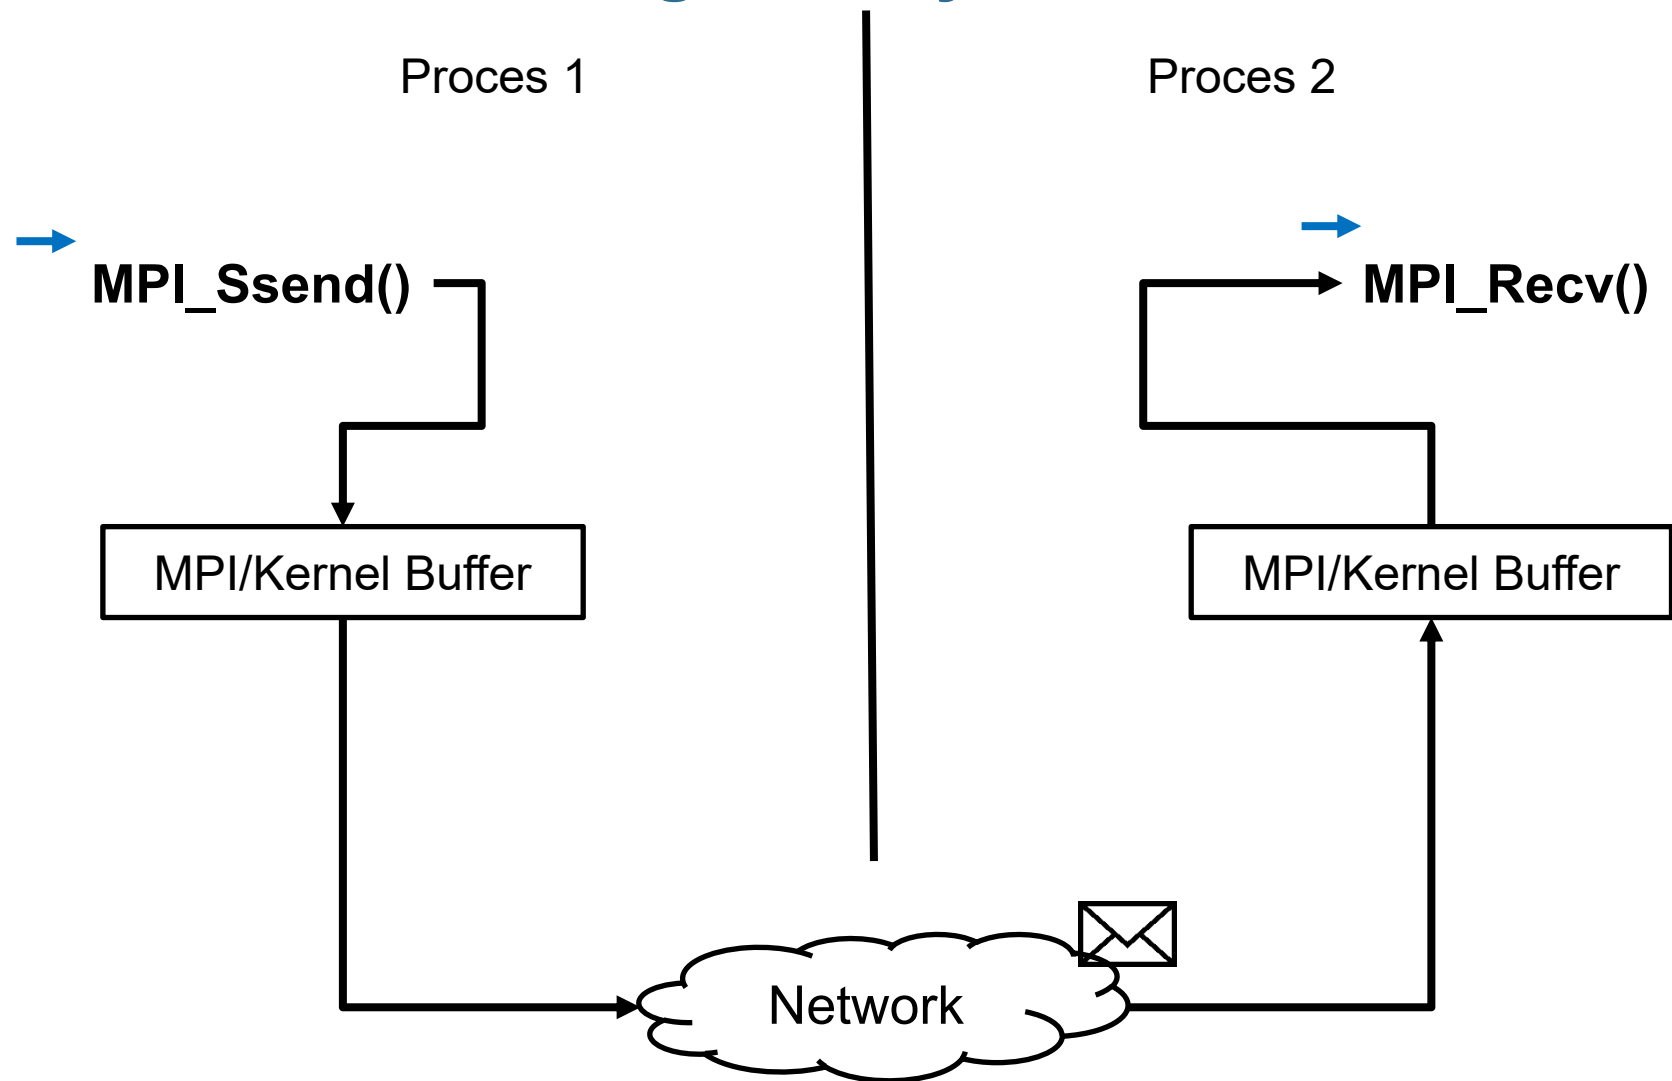 Proces 1
Proces 2
MPI_Ssend()
MPI_Recv()
MPI/Kernel Buffer
MPI/Kernel Buffer
Network